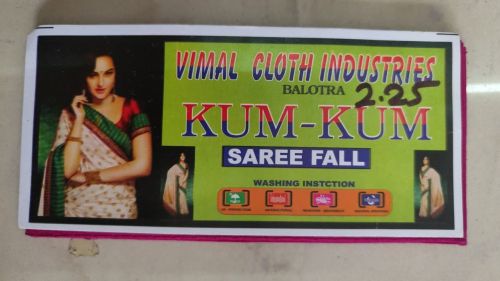 VIMAL CLOTH INDUSTRIES
BALOTRA
2.25
KUM-KUM
SAREE FALL
WASHING INSTCTION